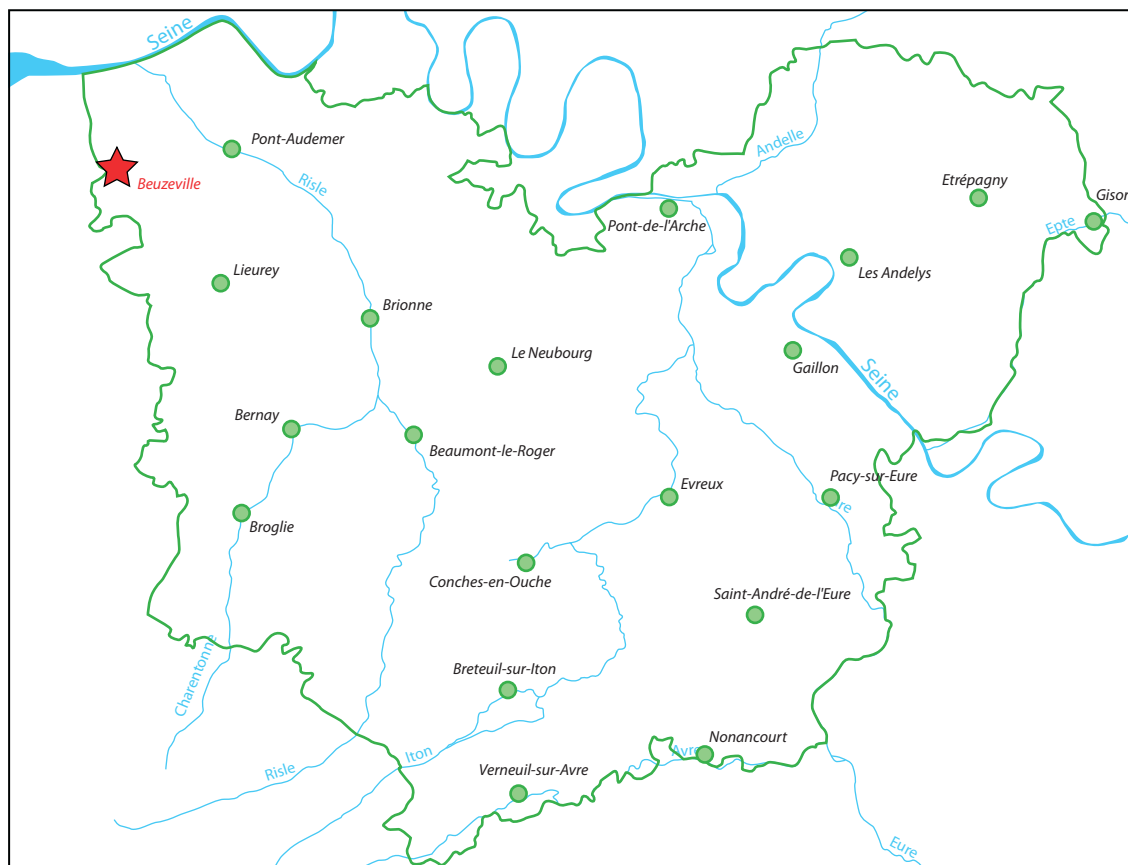 Seine
Pont-Audemer
Andelle
Beuzeville
Risle
Etrépagny
Gisor
Pont-de-l'Arche
Epte
Lieurey
Les Andelys
Brionne
Le Neubourg
Gaillon
Seine
Bernay
Beaumont-le-Roger
Evreux
Pacy-sur-Eure
re
Broglie
Conches-en-Ouche
Saint-André-de-l'Eure
Charentonne
Breteuil-sur-Iton
Nonancourt
Iton
Avre
Risle
Verneuil-sur-Avre
Eure